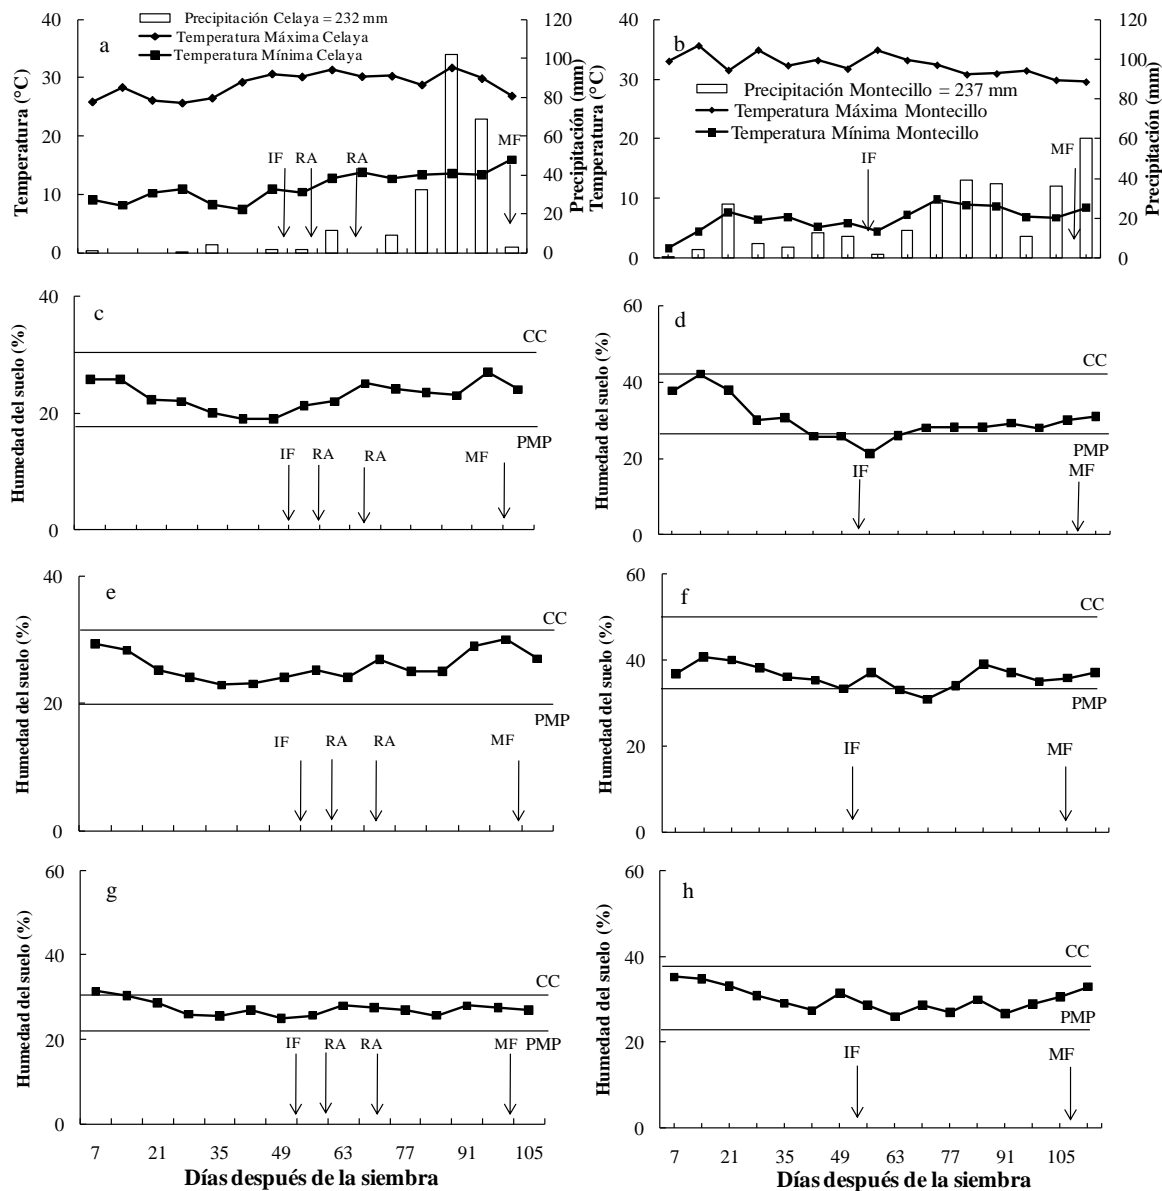 a
Precipitación Celaya = 232 mm
Temperatura Máxima Celaya
Temperatura Mínima Celaya
40
30
20
10
0
Temperatura (°C)
120
100
80
60
40
20
0
Precipitación (mm)
IF
RA
RA
MF
b
Precipitación Montecillo = 237 mm
Temperatura Máxima Montecillo
Temperatura Mínima Montecillo
40
30
20
10
0
Temperatura (°C)
120
100
80
60
40
20
0
Precipitación (mm)
IF
MF
c
40
20
0
Humedad del suelo (%)
CC
PMP
IF
RA
RA
MF
d
60
40
20
0
Humedad del suelo (%)
CC
PMP
IF
MF
e
40
20
0
Humedad del suelo (%)
CC
PMP
IF
RA
RA
MF
f
60
40
20
0
Humedad del suelo (%)
CC
PMP
IF
MF
g
60
40
20
0
Humedad del suelo (%)
CC
PMP
IF
RA
RA
MF
7 21 35 49 63 77 91 105
Días después de la siembra
h
60
40
20
0
Humedad del suelo (%)
CC
PMP
IF
MF
7 21 35 49 63 77 91 105
Días después de la siembra